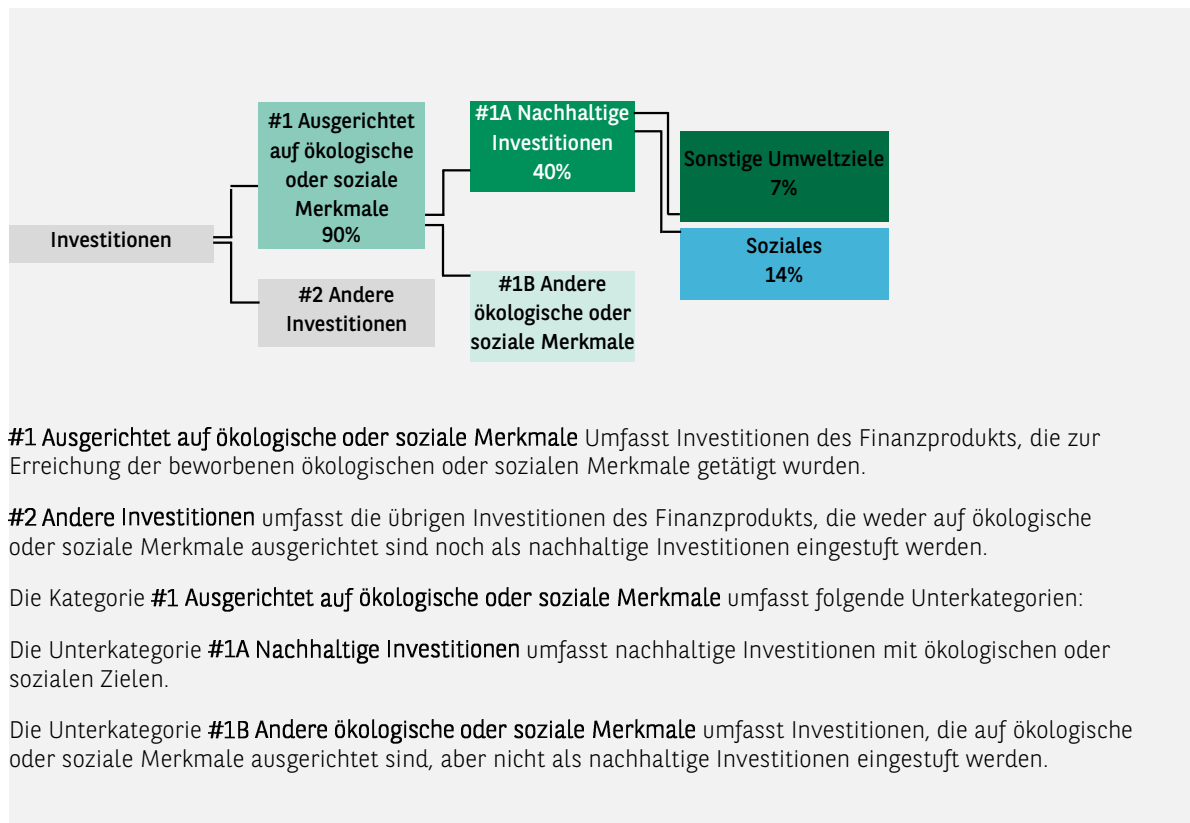 Investitionen
#1 Ausgerichtet
auf ökologische
oder soziale
Merkmale
90%
#2 Andere
Investitionen
#1A Nachhaltige
Investitionen
40%
#1B Andere
ökologische oder
soziale Merkmale
Sonstige Umweltziele
7%
Soziales
14%
#1 Ausgerichtet auf ökologische oder soziale Merkmale Umfasst Investitionen des Finanzprodukts, die zur
Erreichung der beworbenen ökologischen oder sozialen Merkmale getätigt wurden.
#2 Andere Investitionen umfasst die übrigen Investitionen des Finanzprodukts, die weder auf ökologische
oder soziale Merkmale ausgerichtet sind noch als nachhaltige Investitionen eingestuft werden.
Die Kategorie #1 Ausgerichtet auf ökologische oder soziale Merkmale umfasst folgende Unterkategorien:
Die Unterkategorie #1A Nachhaltige Investitionen umfasst nachhaltige Investitionen mit ökologischen oder
sozialen Zielen.
Die Unterkategorie #1B Andere ökologische oder soziale Merkmale umfasst Investitionen, die auf ökologische
oder soziale Merkmale ausgerichtet sind, aber nicht als nachhaltige Investitionen eingestuft werden.